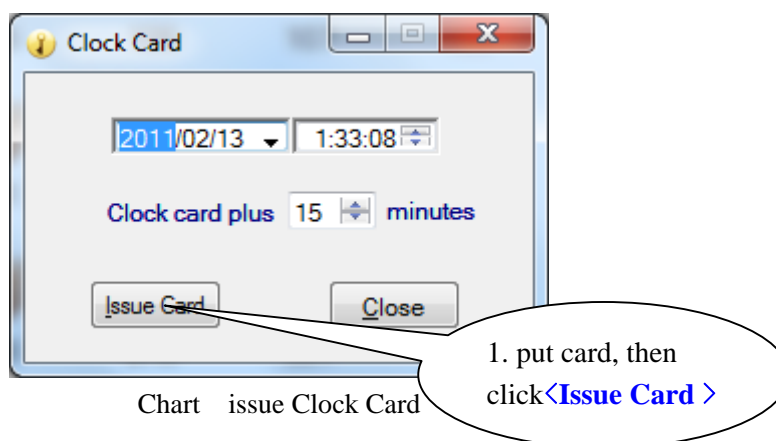 Clock Card
2011/02/13 1:33:08
Clock card plus 15 minutes
Issue Card Close
1. put card, then
click<Issue Card >
Chart issue Clock Card